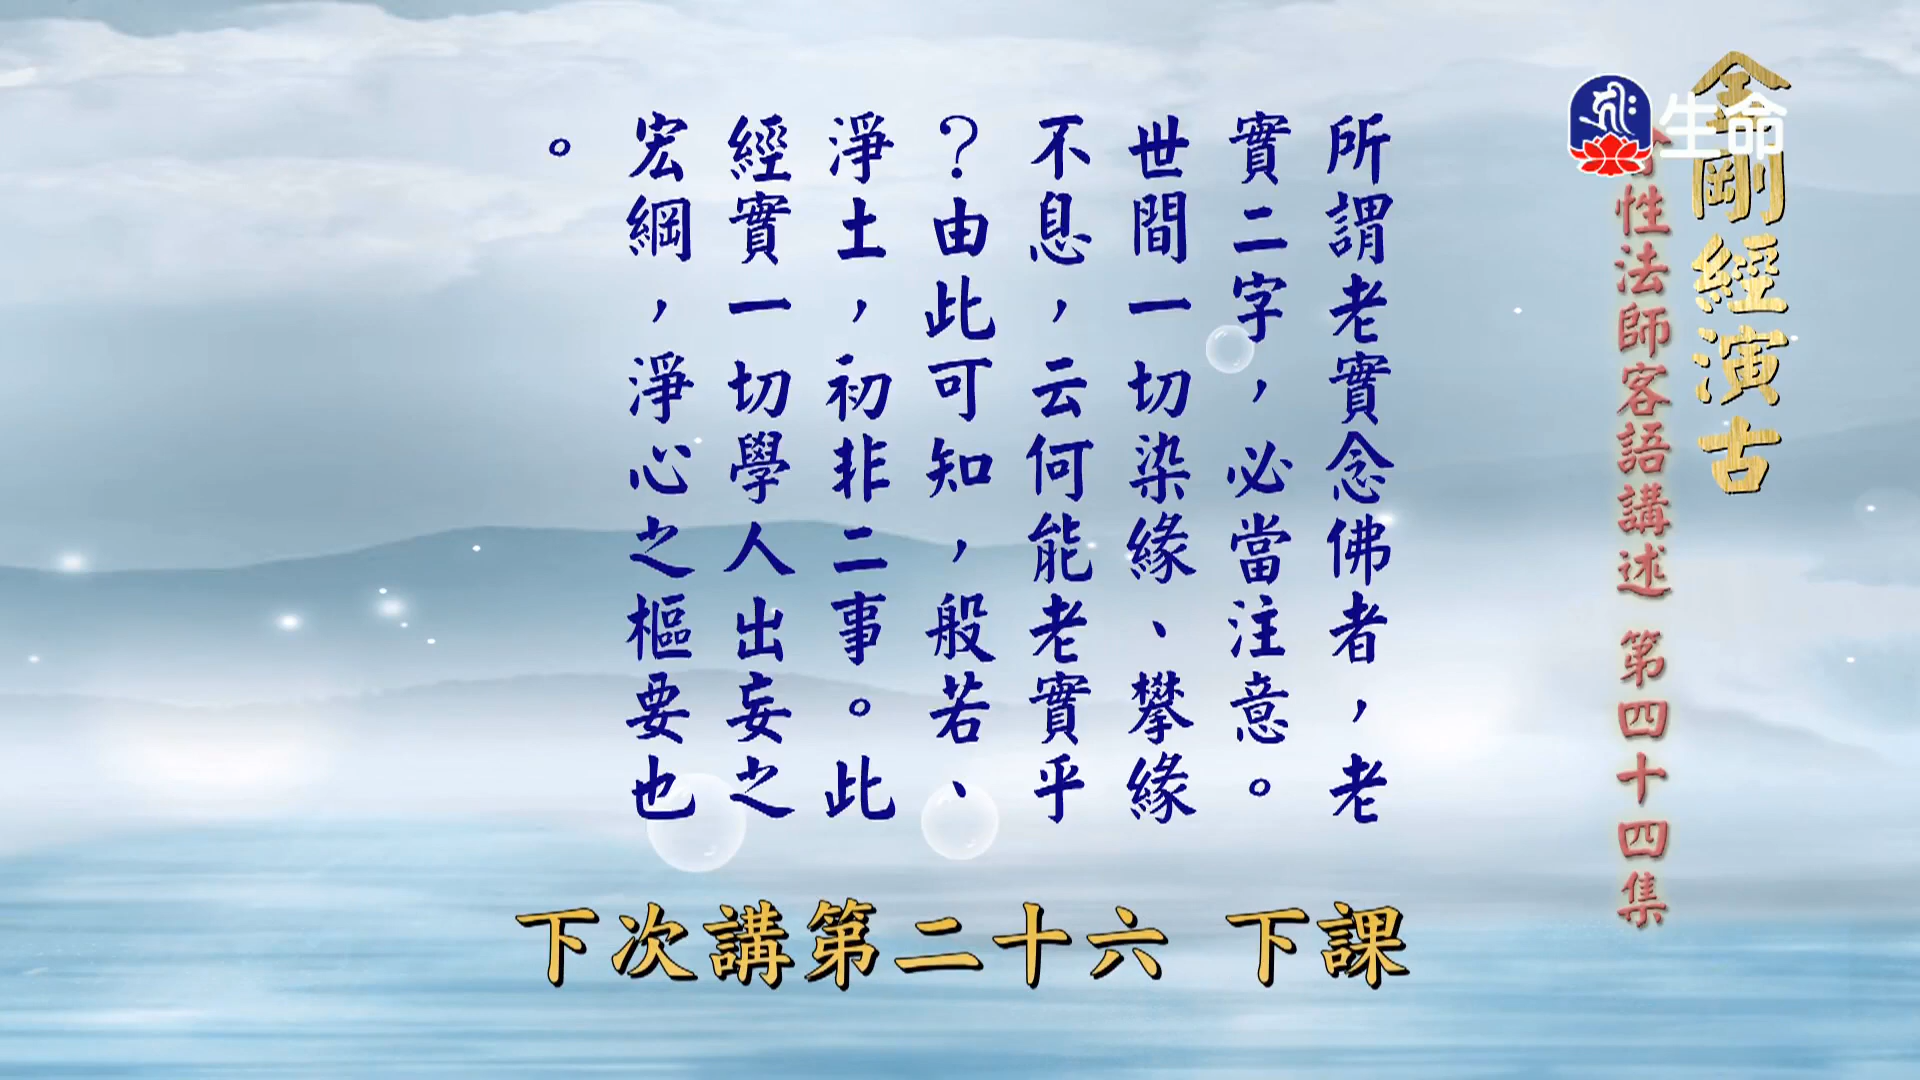 金剛經演古
性法師客語講述 第四十四集
生命
所謂老實念佛者，老
實二字，必當注意。
世間一切染緣、攀緣
不息，云何能老實乎
？由此可知，般若、
淨土，初非二事。此
經實一切學人出妄之
宏綱，淨心之樞要也
。
下次講第二十六 下課